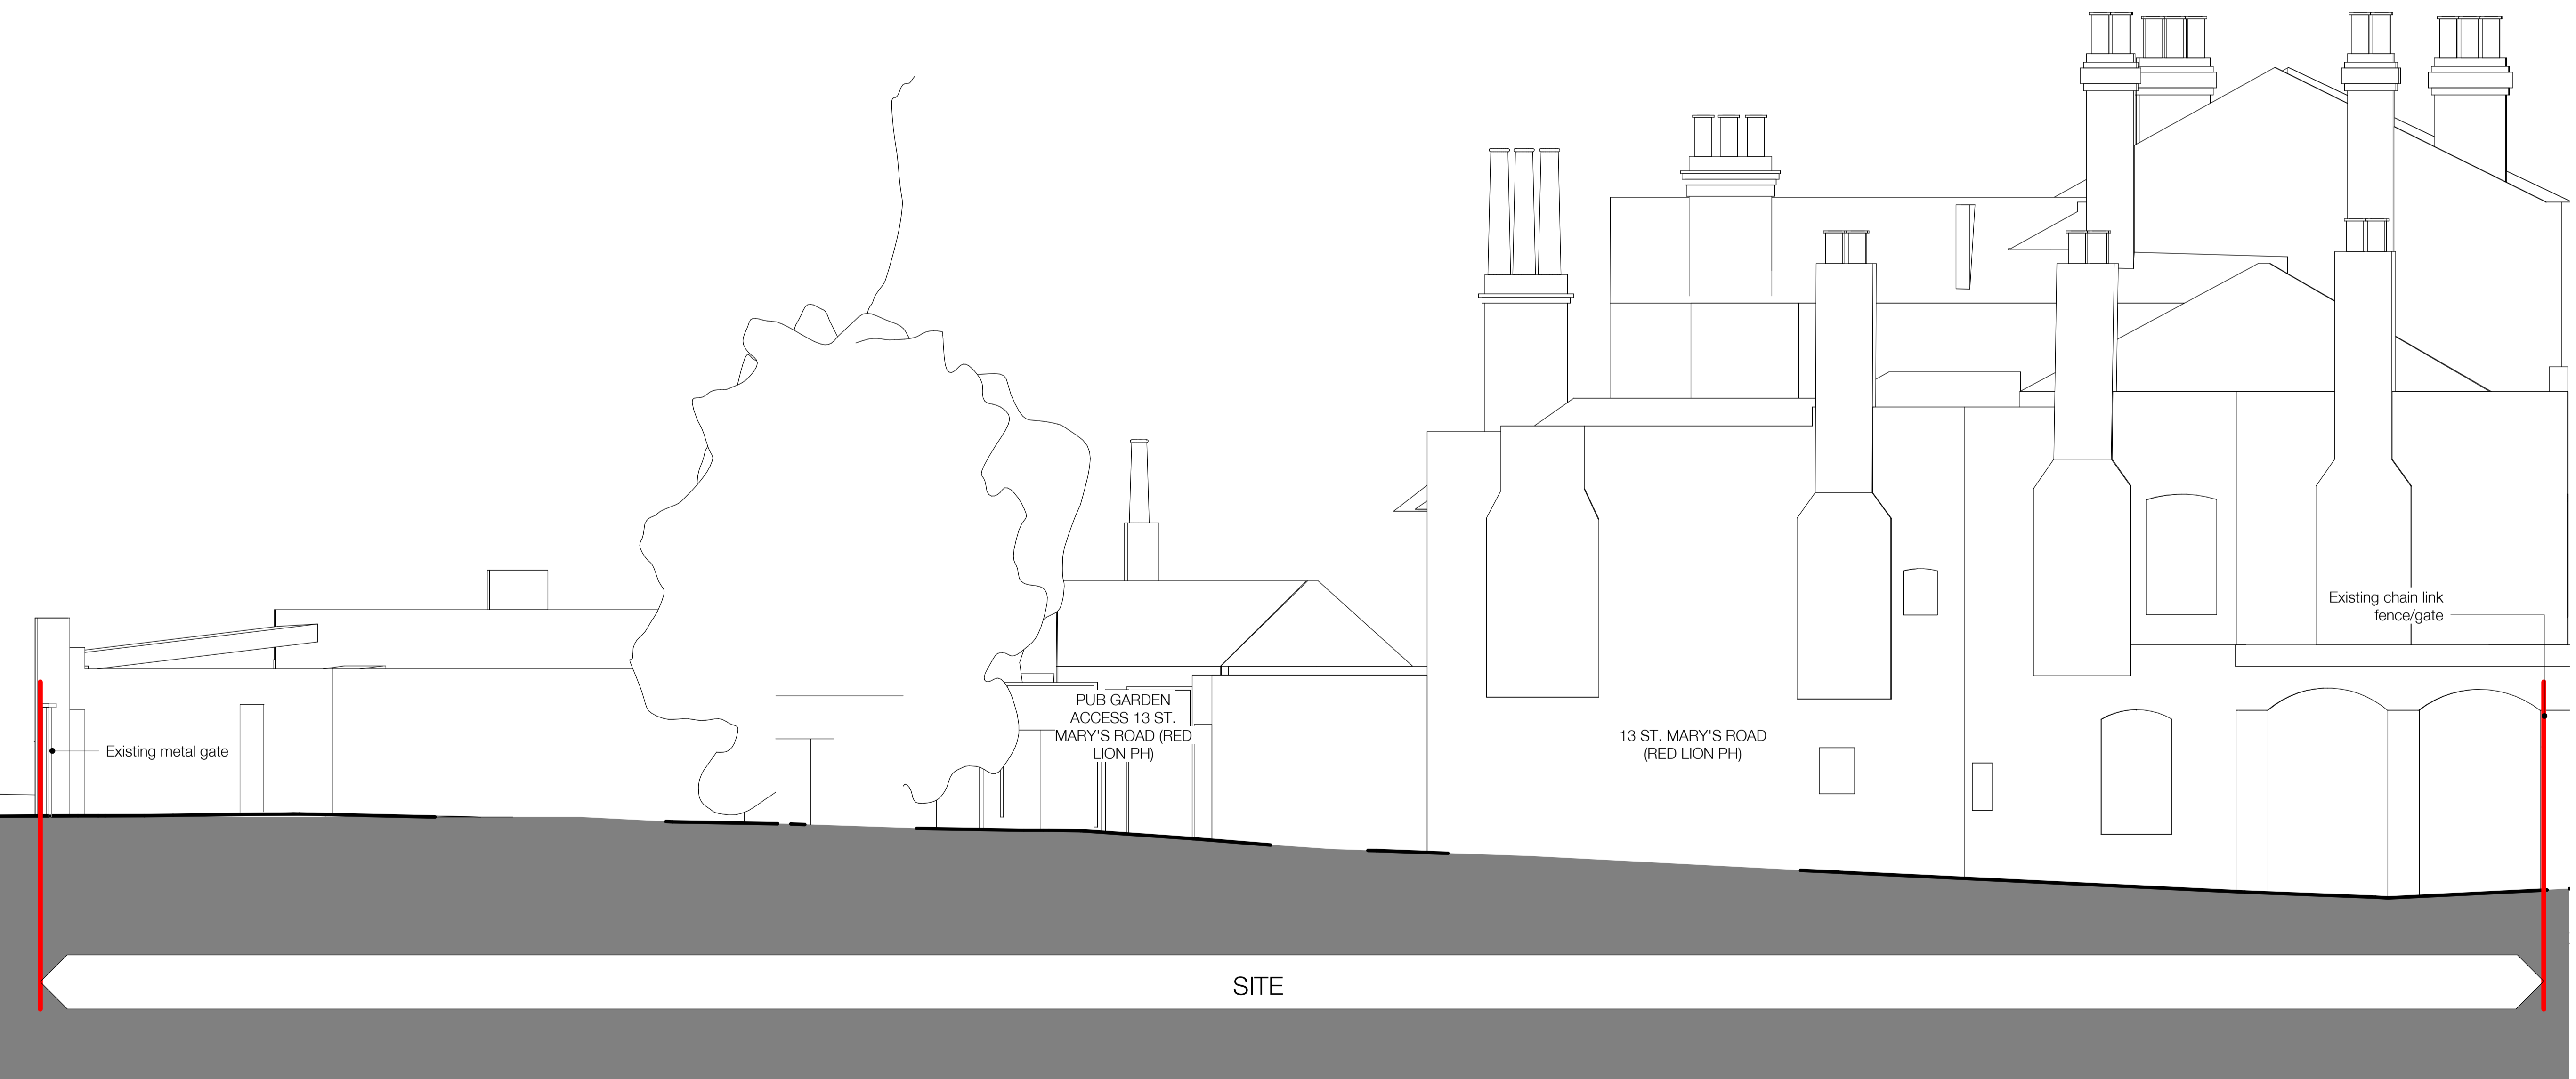 Existing chain link
fence/gate
PUB GARDEN
ACCESS 13 ST.
MARY'S ROAD (RED
LION PH)
13 ST. MARY'S ROAD
(RED LION PH)
Existing metal gate
SITE